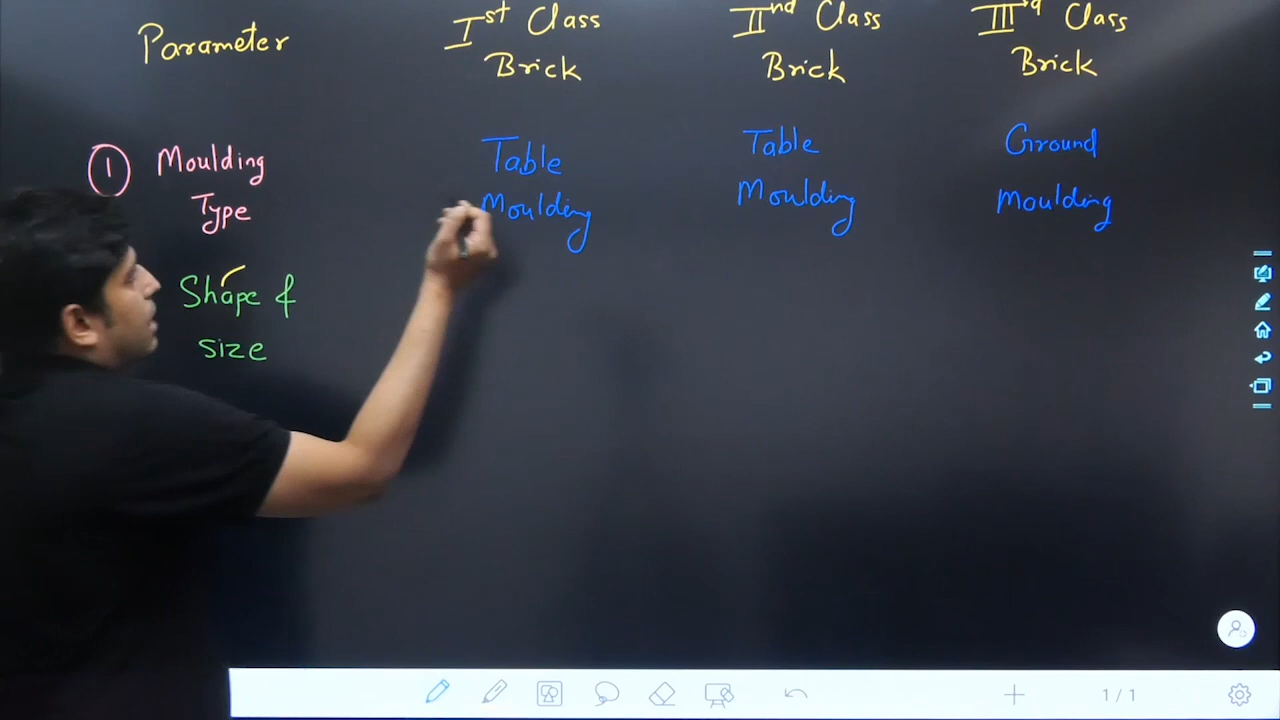 Parameter
Ist Class
Brick
IInd Class
Brick
IIIrd Class
Brick
1 Moulding
Type
Table
Moulding
Table
Moulding
Ground
Moulding
Shape &
size
1/1